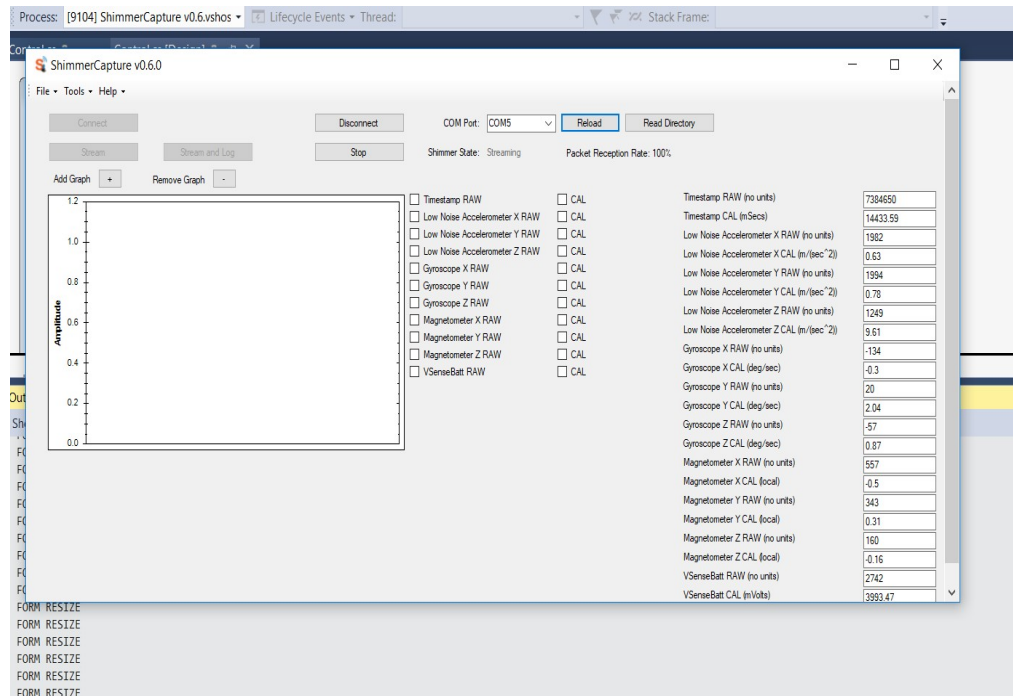 Process: [9104] ShimmerCapture v0.6.vshos Lifecycle Events Thread: Stack Frame:
ShimmerCapture v0.6.0
File Tools Help
Connect Disconnect COM Port: COM5 Reload Read Directory
Stream Stream and Log Stop Shimmer State: Streaming Packet Reception Rate: 100%
Add Graph + Remove Graph -
Amplitude
1.2
1.0
0.8
0.6
0.4
0.2
0.0
Timestamp RAW CAL
Low Noise Accelerometer X RAW CAL
Low Noise Accelerometer Y RAW CAL
Low Noise Accelerometer Z RAW CAL
Gyroscope X RAW CAL
Gyroscope Y RAW CAL
Gyroscope Z RAW CAL
Magnetometer X RAW CAL
Magnetometer Y RAW CAL
Magnetometer Z RAW CAL
VSenseBatt RAW CAL
Timestamp RAW (no units) 7384650
Timestamp CAL (mSecs) 14433.59
Low Noise Accelerometer X RAW (no units) 1982
Low Noise Accelerometer X CAL (m/(sec^2)) 0.63
Low Noise Accelerometer Y RAW (no units) 1994
Low Noise Accelerometer Y CAL (m/(sec^2)) 0.78
Low Noise Accelerometer Z RAW (no units) 1249
Low Noise Accelerometer Z CAL (m/(sec^2)) 9.61
Gyroscope X RAW (no units) -134
Gyroscope X CAL (deg/sec) -0.3
Gyroscope Y RAW (no units) 20
Gyroscope Y CAL (deg/sec) 2.04
Gyroscope Z RAW (no units) -57
Gyroscope Z CAL (deg/sec) 0.87
Magnetometer X RAW (no units) 557
Magnetometer X CAL (local) -0.5
Magnetometer Y RAW (no units) 343
Magnetometer Y CAL (local) 0.31
Magnetometer Z RAW (no units) 160
Magnetometer Z CAL (local) -0.16
VSenseBatt RAW (no units) 2742
VSenseBatt CAL (mVolts) 3993.47
FORM RESIZE
FORM RESIZE
FORM RESIZE
FORM RESIZE
FORM RESIZE
FORM RESIZE